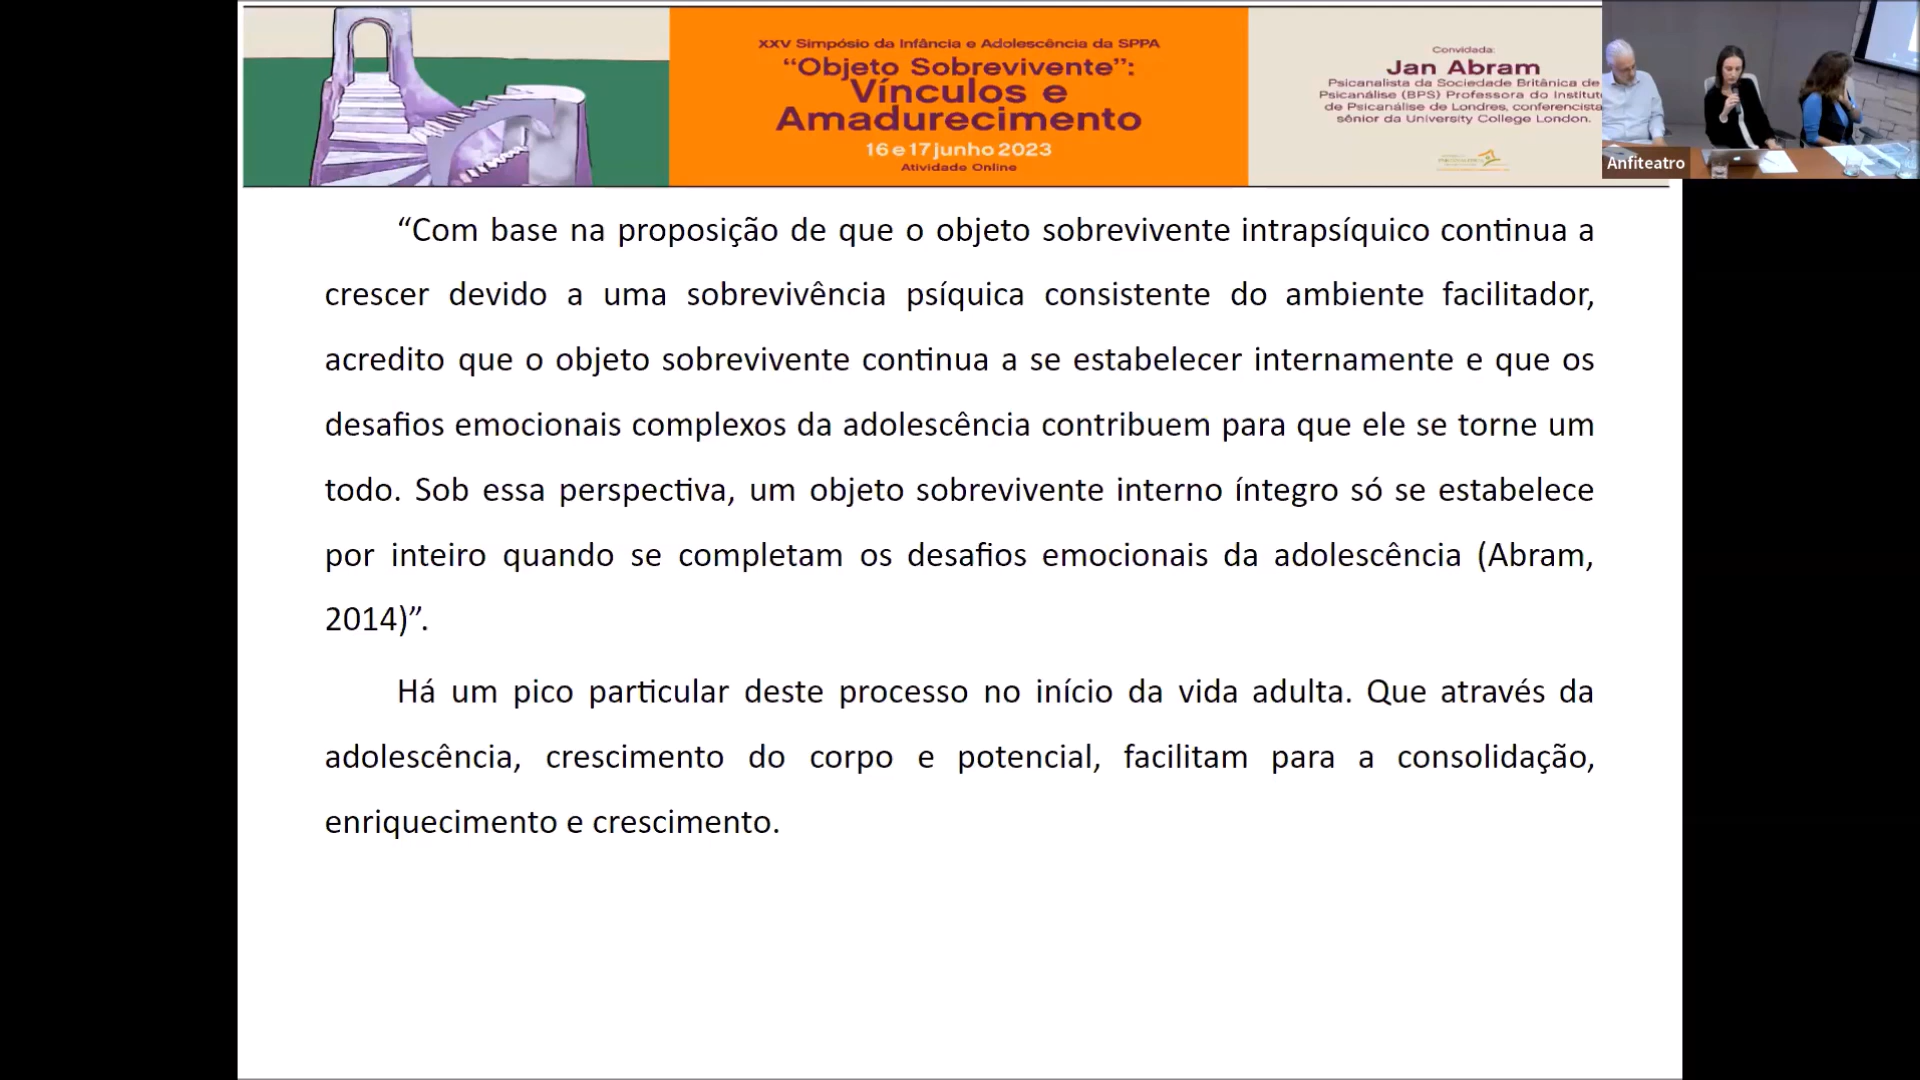 XXV Simpósio da Infância e Adolescência da SPPA
“Objeto Sobrevivente”:
Vínculos e
Amadurecimento
16 e 17 junho 2023
Atividade Online
Convidada:
Jan Abram
Psicanalista da Sociedade Britânica de
Psicanálise (BPS) Professora do Institut
de Psicanálise de Londres, conferencista
sênior da University College London.
Anfiteatro
“Com base na proposição de que o objeto sobrevivente intrapsíquico continua a
crescer devido a uma sobrevivência psíquica consistente do ambiente facilitador,
acredito que o objeto sobrevivente continua a se estabelecer internamente e que os
desafios emocionais complexos da adolescência contribuem para que ele se torne um
todo. Sob essa perspectiva, um objeto sobrevivente interno íntegro só se estabelece
por inteiro quando se completam os desafios emocionais da adolescência (Abram,
2014)”.
Há um pico particular deste processo no início da vida adulta. Que através da
adolescência, crescimento do corpo e potencial, facilitam para a consolidação,
enriquecimento e crescimento.